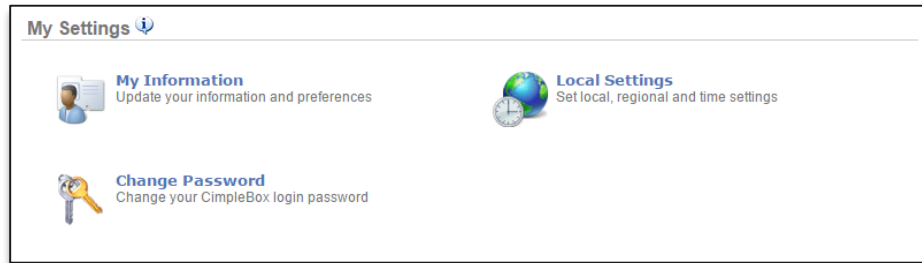 My Settings
My Information
Update your information and preferences
Local Settings
Set local, regional and time settings
Change Password
Change your CimpleBox login password